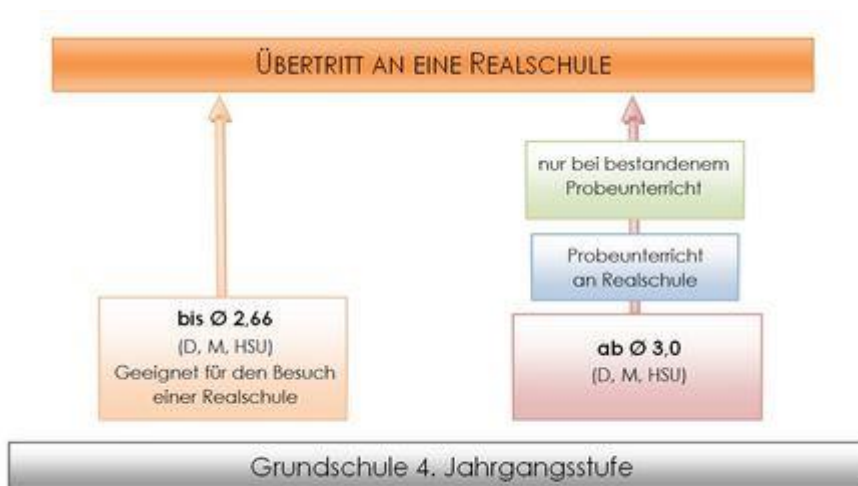 ÜBERTRITT AN EINE REALSCHULE
nur bei bestandenem
Probeunterricht
Probeunterricht
an Realschule
bis Ø 2,66
(D, M, HSU)
Geeignet für den Besuch
einer Realschule
ab Ø 3,0
(D, M, HSU)
Grundschule 4. Jahrgangsstufe